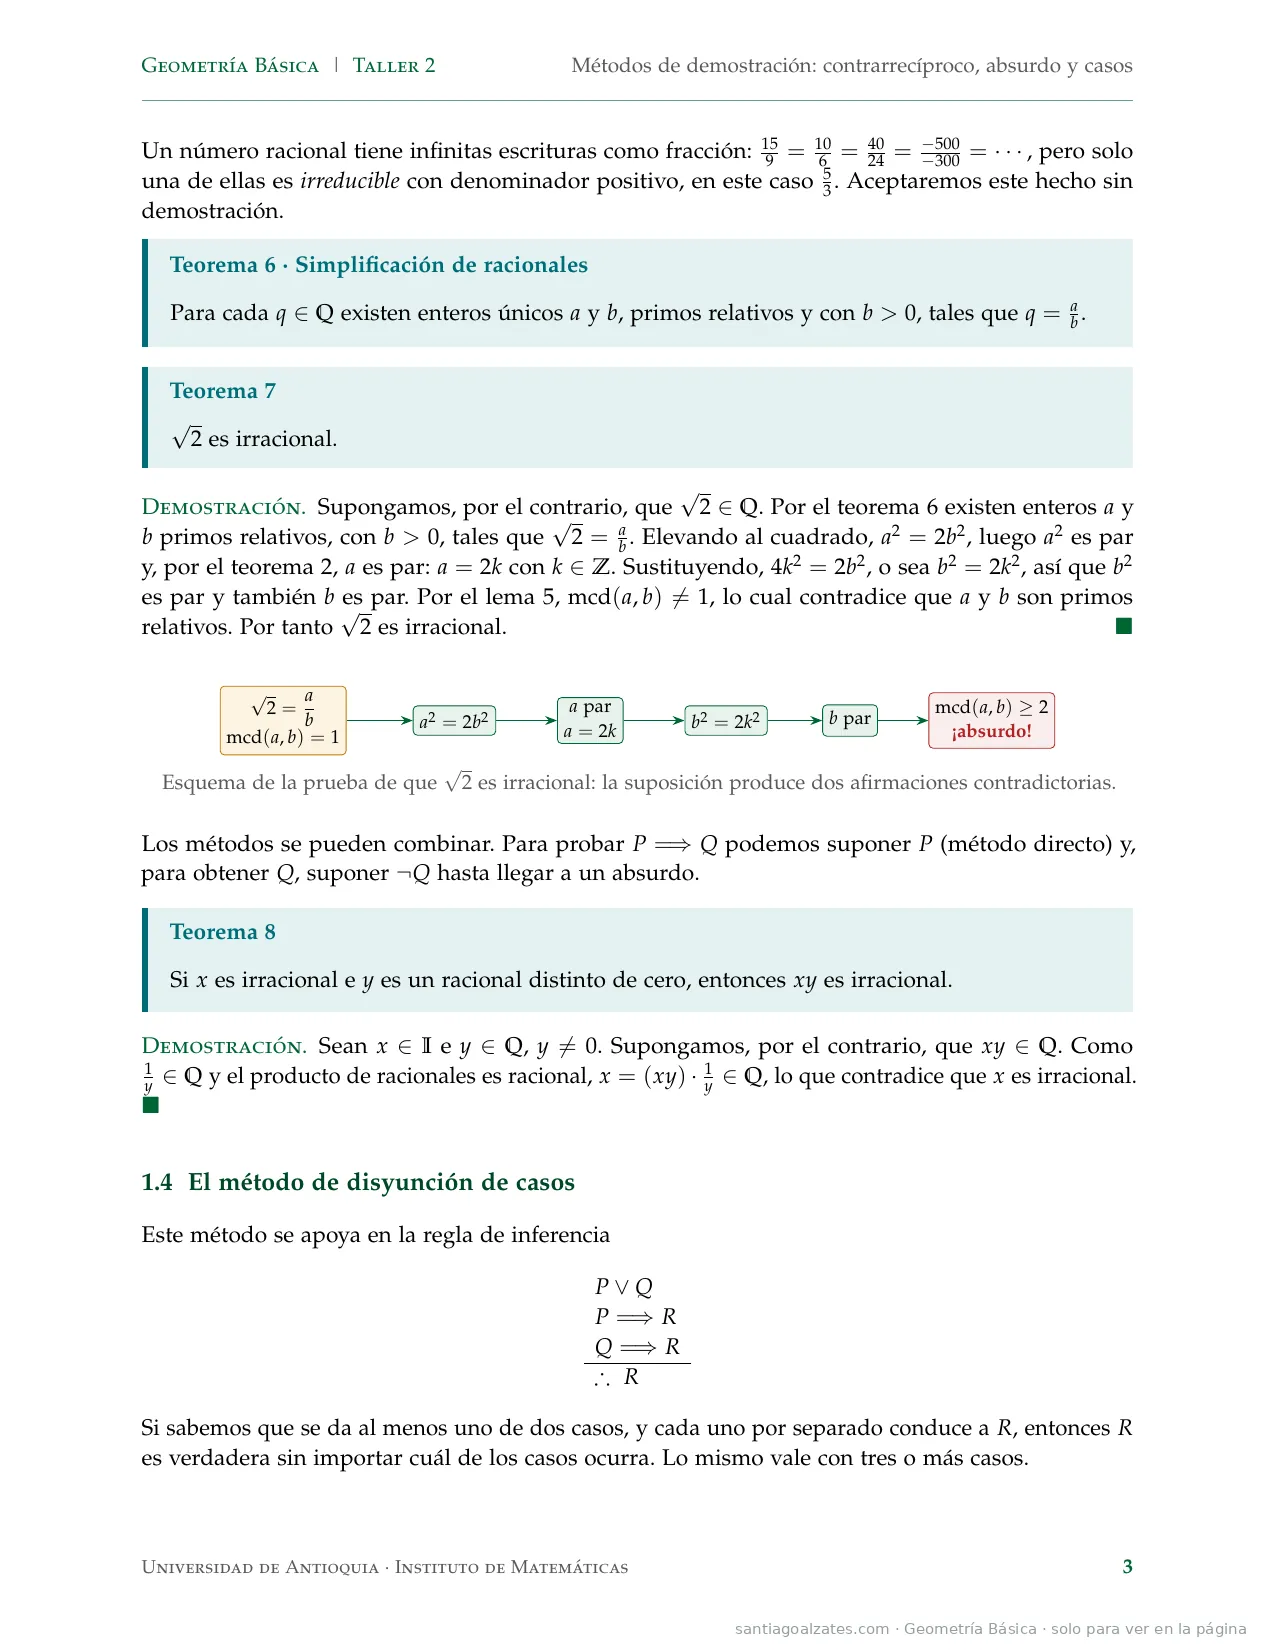 Geometría Básica | Taller 2 Métodos de demostración: contrarrecíproco, absurdo y casos
Un número racional tiene infinitas escrituras como fracción: 15/9 = 10/6 = 40/24 = −500/−300 = ···, pero solo
una de ellas es irreducible con denominador positivo, en este caso 5/3. Aceptaremos este hecho sin
demostración.
Teorema 6 · Simplificación de racionales
Para cada q ∈ ℚ existen enteros únicos a y b, primos relativos y con b > 0, tales que q = a/b.
Teorema 7
√2 es irracional.
Demostración. Supongamos, por el contrario, que √2 ∈ ℚ. Por el teorema 6 existen enteros a y
b primos relativos, con b > 0, tales que √2 = a/b. Elevando al cuadrado, a² = 2b², luego a² es par
y, por el teorema 2, a es par: a = 2k con k ∈ ℤ. Sustituyendo, 4k² = 2b², o sea b² = 2k², así que b²
es par y también b es par. Por el lema 5, mcd(a, b) ≠ 1, lo cual contradice que a y b son primos
relativos. Por tanto √2 es irracional. ■
√2 = a/b
mcd(a, b) = 1
a² = 2b²
a par
a = 2k
b² = 2k²
b par
mcd(a, b) ≥ 2
¡absurdo!
Esquema de la prueba de que √2 es irracional: la suposición produce dos afirmaciones contradictorias.
Los métodos se pueden combinar. Para probar P ⟹ Q podemos suponer P (método directo) y,
para obtener Q, suponer ¬Q hasta llegar a un absurdo.
Teorema 8
Si x es irracional e y es un racional distinto de cero, entonces xy es irracional.
Demostración. Sean x ∈ 𝕀 e y ∈ ℚ, y ≠ 0. Supongamos, por el contrario, que xy ∈ ℚ. Como
1/y ∈ ℚ y el producto de racionales es racional, x = (xy) · 1/y ∈ ℚ, lo que contradice que x es irracional.
■
1.4 El método de disyunción de casos
Este método se apoya en la regla de inferencia
P ∨ Q
P ⟹ R
Q ⟹ R
∴ R
Si sabemos que se da al menos uno de dos casos, y cada uno por separado conduce a R, entonces R
es verdadera sin importar cuál de los casos ocurra. Lo mismo vale con tres o más casos.
Universidad de Antioquia · Instituto de Matemáticas 3
santiagoalzates.com · Geometría Básica · solo para ver en la página